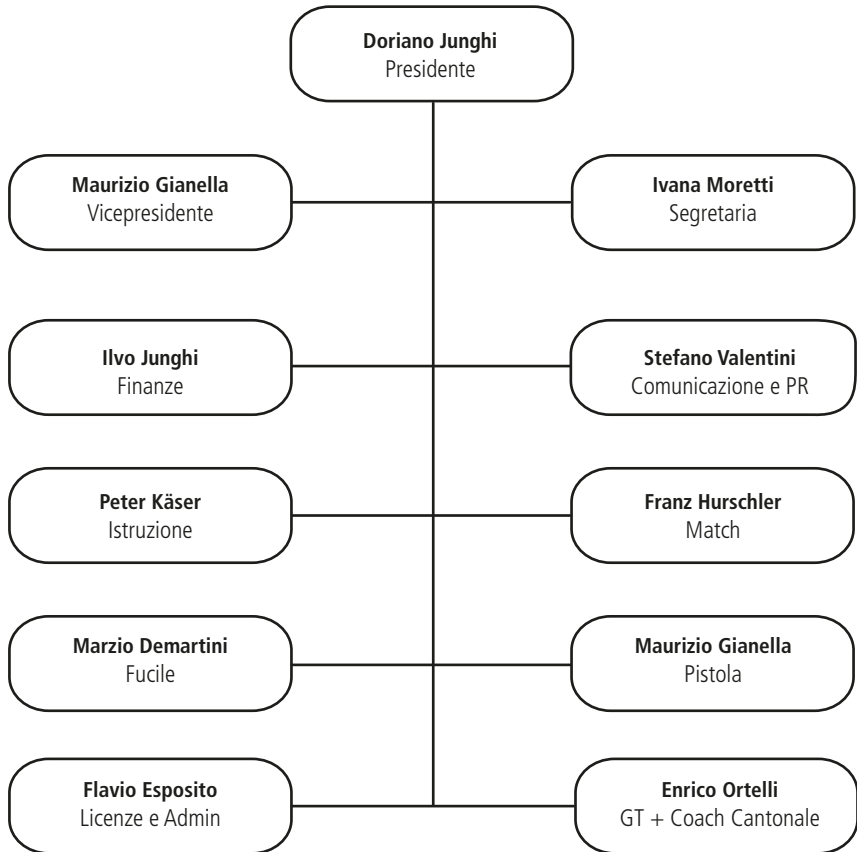 Doriano Junghi
Presidente
Maurizio Gianella
Vicepresidente
Ivana Moretti
Segretaria
Ilvo Junghi
Finanze
Stefano Valentini
Comunicazione e PR
Peter Käser
Istruzione
Franz Hurschler
Match
Marzio Demartini
Fucile
Maurizio Gianella
Pistola
Flavio Esposito
Licenze e Admin
Enrico Ortelli
GT + Coach Cantonale